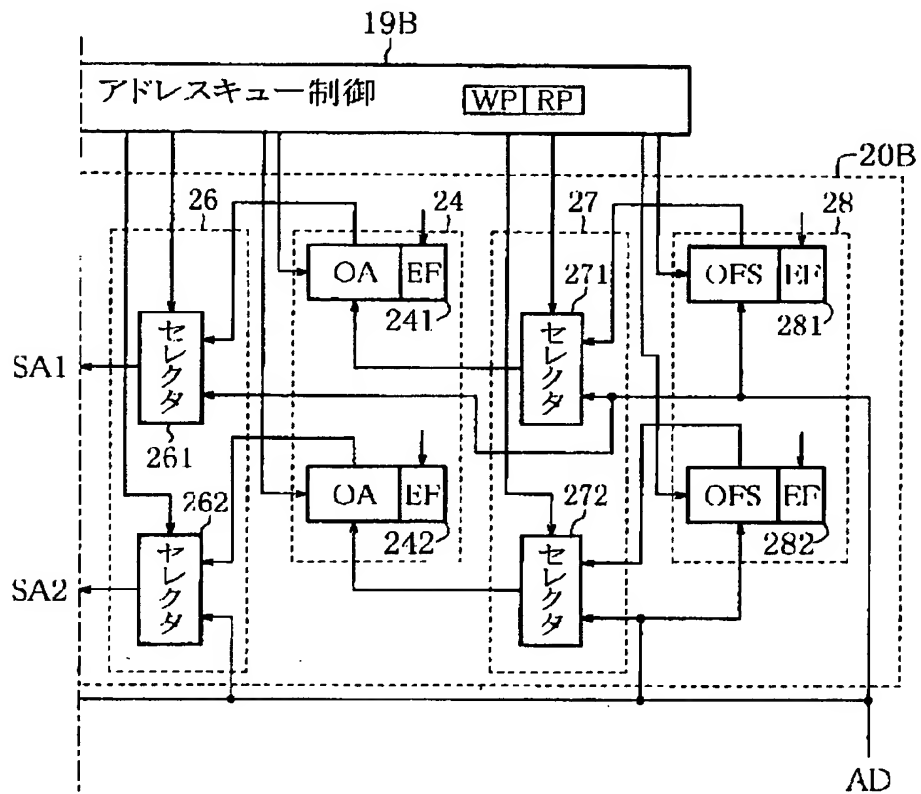 19B
アドレスキュー制御
WP RP
20B
26
24
27
28
OA EF
241
271
OFS EF
281
SA1
セレクタ
261
セレクタ
OA EF
242
262
272
OFS EF
282
SA2
セレクタ
セレクタ
AD